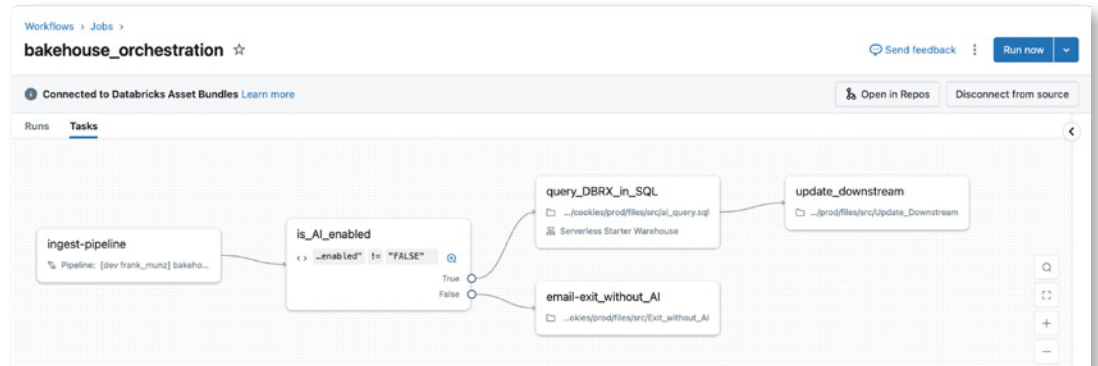 Workflows > Jobs >
bakehouse_orchestration
Send feedback
Run now
Connected to Databricks Asset Bundles Learn more
Open in Repos
Disconnect from source
Runs
Tasks
ingest-pipeline
Pipeline: [dev frank_munz] bakeho...
is_AI_enabled
<> …enabled" != "FALSE"
True
False
query_DBRX_in_SQL
.../cookies/prod/files/src/ai_query.sql
Serverless Starter Warehouse
email-exit_without_AI
...okies/prod/files/src/Exit_without_AI
update_downstream
.../prod/files/src/Update_Downstream